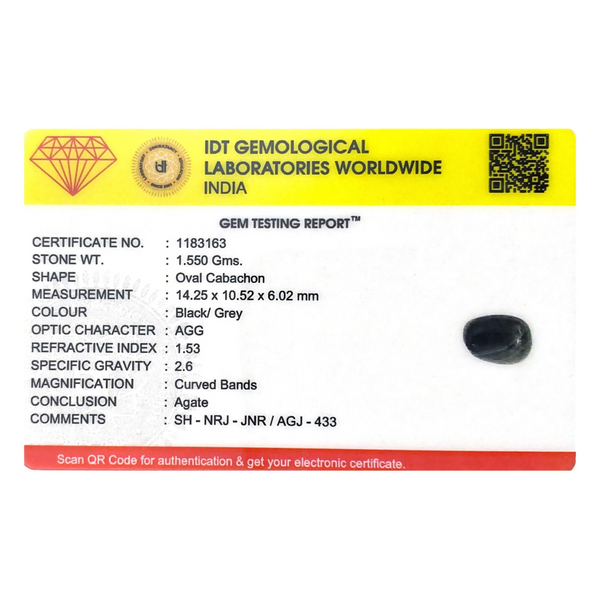 IDT GEMOLOGICAL
LABORATORIES WORLDWIDE
INDIA
GEM TESTING REPORT™
CERTIFICATE NO. : 1183163
STONE WT. : 1.550 Gms.
SHAPE : Oval Cabachon
MEASUREMENT : 14.25 x 10.52 x 6.02 mm
COLOUR : Black/ Grey
OPTIC CHARACTER : AGG
REFRACTIVE INDEX : 1.53
SPECIFIC GRAVITY : 2.6
MAGNIFICATION : Curved Bands
CONCLUSION : Agate
COMMENTS : SH - NRJ - JNR / AGJ - 433
Scan QR Code for authentication & get your electronic certificate.